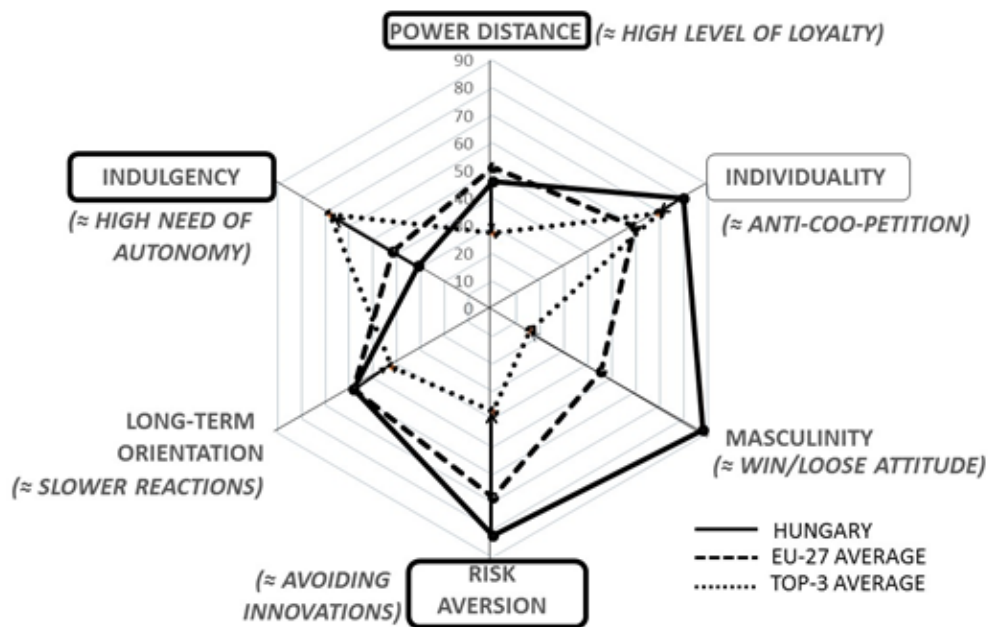 POWER DISTANCE (≈ HIGH LEVEL OF LOYALTY)
90
80
70
60
50
40
30
20
10
0
INDULGENCY
(≈ HIGH NEED OF
AUTONOMY)
INDIVIDUALITY
(≈ ANTI-COO-PETITION)
LONG-TERM
ORIENTATION
(≈ SLOWER REACTIONS)
MASCULINITY
(≈ WIN/LOOSE ATTITUDE)
(≈ AVOIDING
INNOVATIONS)
RISK
AVERSION
HUNGARY
EU-27 AVERAGE
TOP-3 AVERAGE